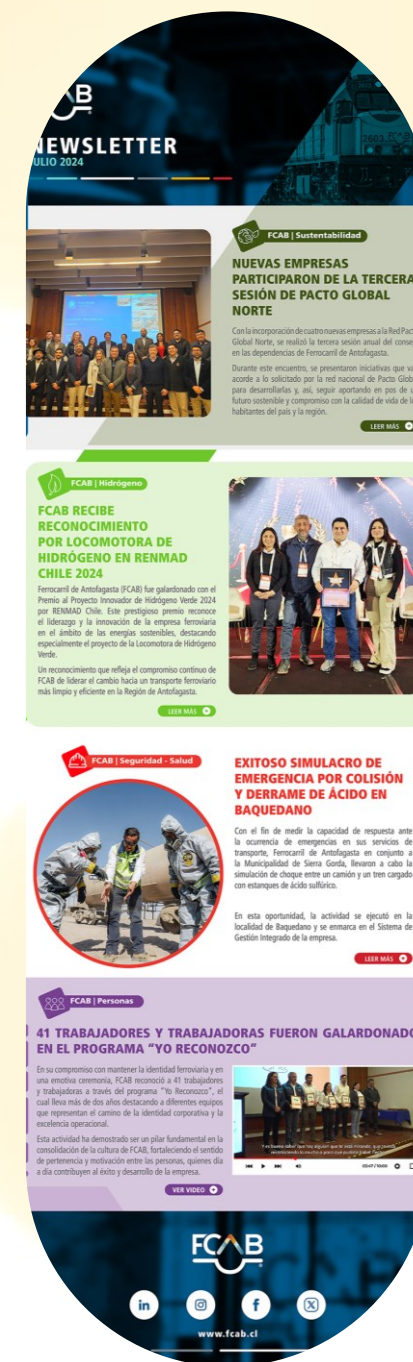 FCAB
NEWSLETTER
JULIO 2024
2603 FCAB
FCAB | Sustentabilidad
NUEVAS EMPRESAS
PARTICIPARON DE LA TERCERA
SESIÓN DE PACTO GLOBAL
NORTE
Con la incorporación de cuatro nuevas empresas a la Red Pacto
Global Norte, se realizó la tercera sesión anual del
en las dependencias de Ferrocarril de Antofagasta.
Durante este encuentro, se presentaron iniciativas que
acorde a lo solicitado por la red nacional de Pacto
para desarrollarlas y, así, seguir aportando en pos de
futuro sostenible y compromiso con la calidad de vida de
habitantes del país y la región.
LEER MÁS
FCAB | Hidrógeno
FCAB RECIBE
RECONOCIMIENTO
POR LOCOMOTORA DE
HIDRÓGENO EN RENMAD
CHILE 2024
Ferrocarril de Antofagasta (FCAB) fue galardonado con el
Premio al Proyecto Innovador de Hidrógeno Verde 2024
por RENMAD Chile. Este prestigioso premio reconoce
el liderazgo y la innovación de la empresa ferroviaria
en el ámbito de las energías sostenibles, destacando
especialmente el proyecto de la Locomotora de Hidrógeno
Verde.
Un reconocimiento que refleja el compromiso continuo de
FCAB de liderar el cambio hacia un transporte ferroviario
más limpio y eficiente en la Región de Antofagasta.
LEER MÁS
FCAB | Seguridad - Salud
EXITOSO SIMULACRO DE
EMERGENCIA POR COLISIÓN
Y DERRAME DE ÁCIDO EN
BAQUEDANO
Con el fin de medir la capacidad de respuesta ante
la ocurrencia de emergencias en sus servicios de
transporte, Ferrocarril de Antofagasta en conjunto a
la Municipalidad de Sierra Gorda, llevaron a cabo la
simulación de choque entre un camión y un tren cargado
con estanques de ácido sulfúrico.
En esta oportunidad, la actividad se ejecutó en la
localidad de Baquedano y se enmarca en el Sistema de
Gestión Integrado de la empresa.
LEER MÁS
FCAB | Personas
41 TRABAJADORES Y TRABAJADORAS FUERON GALARDONADO
EN EL PROGRAMA "YO RECONOZCO"
En su compromiso con mantener la identidad ferroviaria y en
una emotiva ceremonia, FCAB reconoció a 41 trabajadores
y trabajadoras a través del programa "Yo Reconozco", el
cual lleva más de dos años destacando a diferentes equipos
que representan el camino de la identidad corporativa y la
excelencia operacional.
Esta actividad ha demostrado ser un pilar fundamental en la
consolidación de la cultura de FCAB, fortaleciendo el sentido
de pertenencia y motivación entre las personas, quienes día
a día contribuyen al éxito y desarrollo de la empresa.
VER VIDEO
FCAB
in
f
X
www.fcab.cl